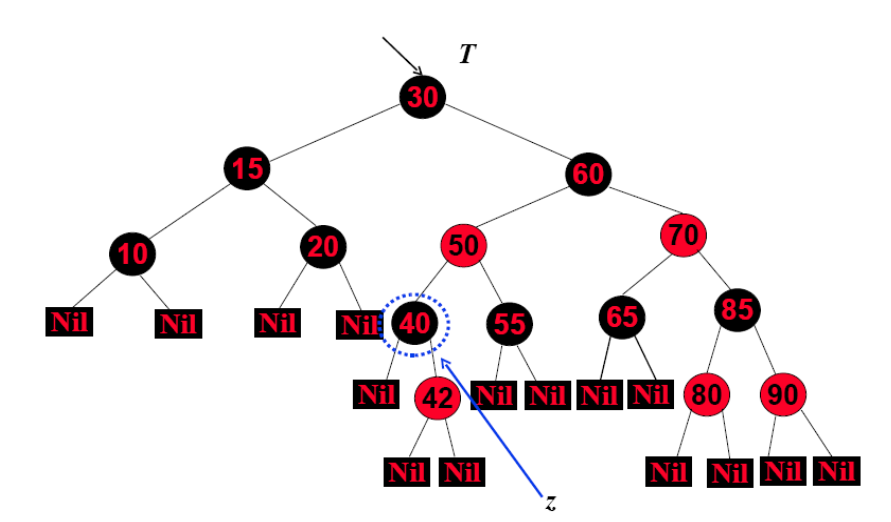 T
30
15 60
10 20 50 70
Nil Nil Nil Nil 40 55 65 85
Nil 42 Nil Nil Nil Nil 80 90
Nil Nil Nil Nil Nil Nil
z